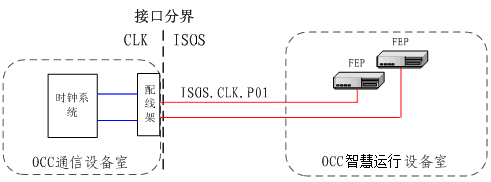 接口分界
CLK
ISOS
FEP
FEP
时钟系
统
配
线
架
ISOS.CLK.P01
OCC通信设备室
OCC智慧运行设备室